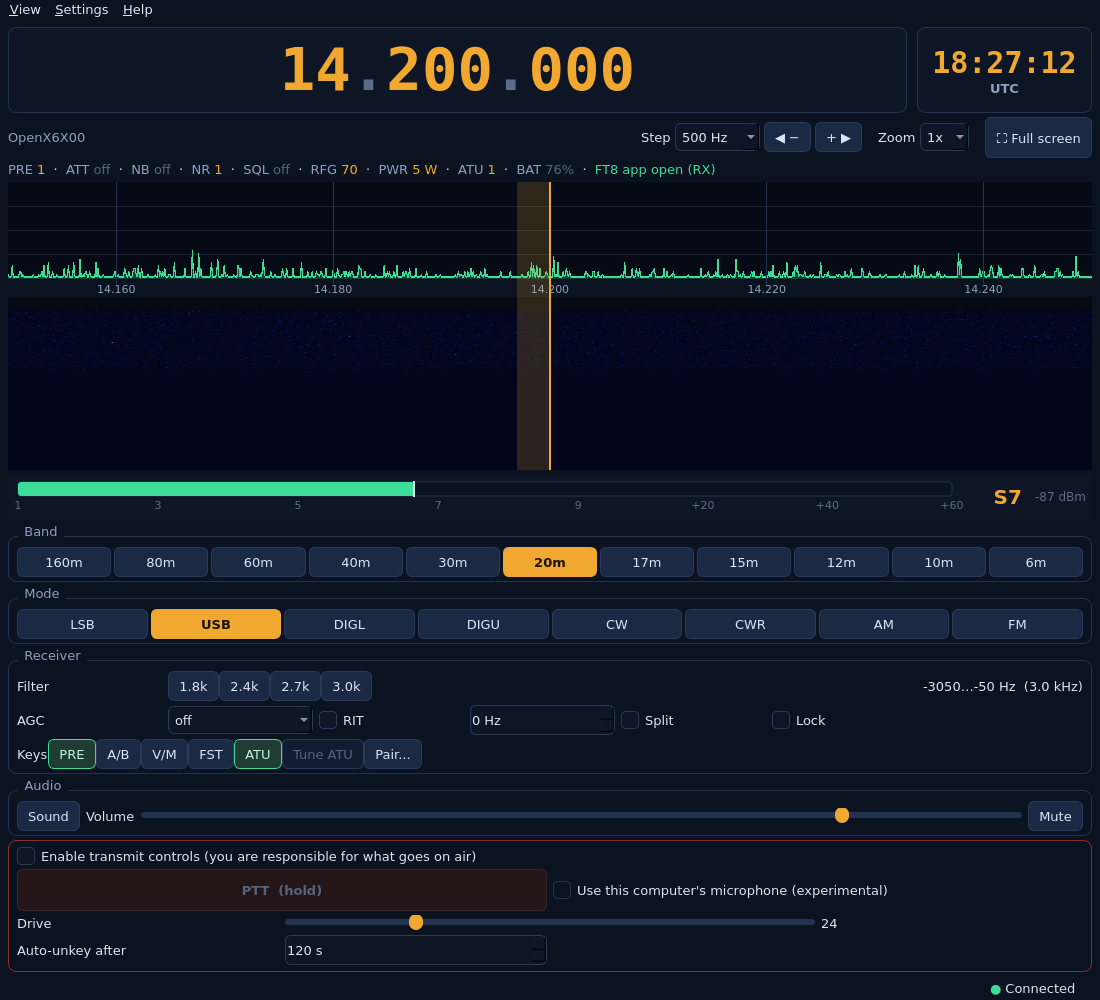 View Settings Help
14.200.000
18:27:12
UTC
OpenX6X00
Step 500 Hz ◀ − + ▶ Zoom 1x ⛶ Full screen
PRE 1 · ATT off · NB off · NR 1 · SQL off · RFG 70 · PWR 5 W · ATU 1 · BAT 76% · FT8 app open (RX)
14.160 14.180 14.200 14.220 14.240
1 3 5 7 9 +20 +40 +60
S7 -87 dBm
Band
160m 80m 60m 40m 30m 20m 17m 15m 12m 10m 6m
Mode
LSB USB DIGL DIGU CW CWR AM FM
Receiver
Filter 1.8k 2.4k 2.7k 3.0k -3050...-50 Hz (3.0 kHz)
AGC off RIT 0 Hz Split Lock
Keys PRE A/B V/M FST ATU Tune ATU Pair...
Audio
Sound Volume Mute
Enable transmit controls (you are responsible for what goes on air)
PTT (hold) Use this computer's microphone (experimental)
Drive 24
Auto-unkey after 120 s
Connected